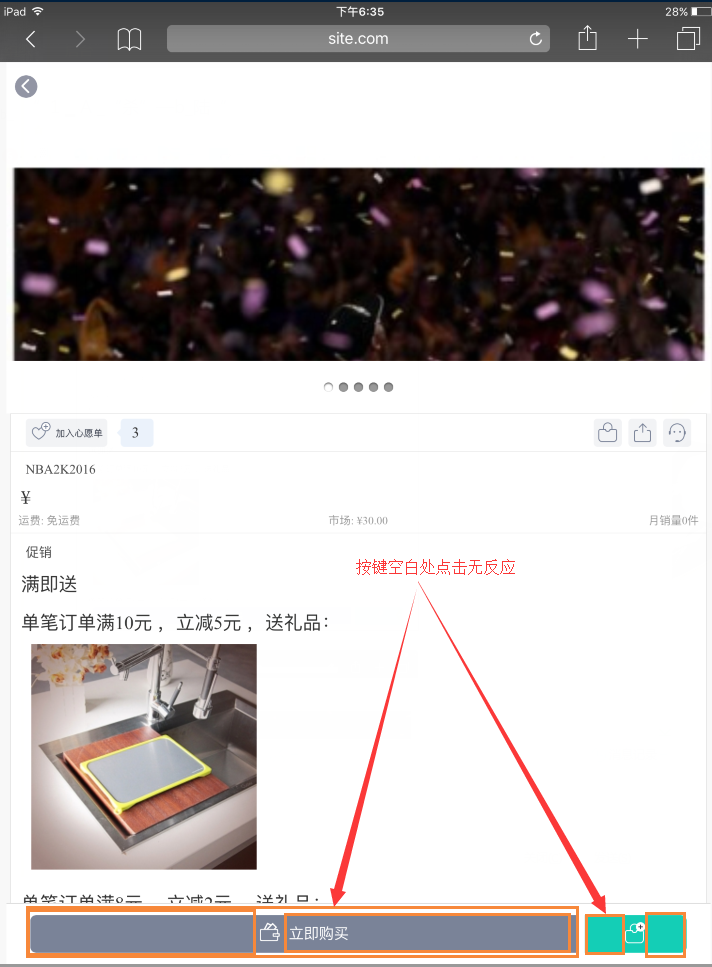 iPad 下午6:35 28%
site.com
加入心愿单 3
NBA2K2016
¥
运费: 免运费 市场: ¥30.00 月销量0件
促销
按键空白处点击无反应
满即送
单笔订单满10元 ，立减5元 ，送礼品：
单笔订单满8元 ，立减2元 ，送礼品：
立即购买